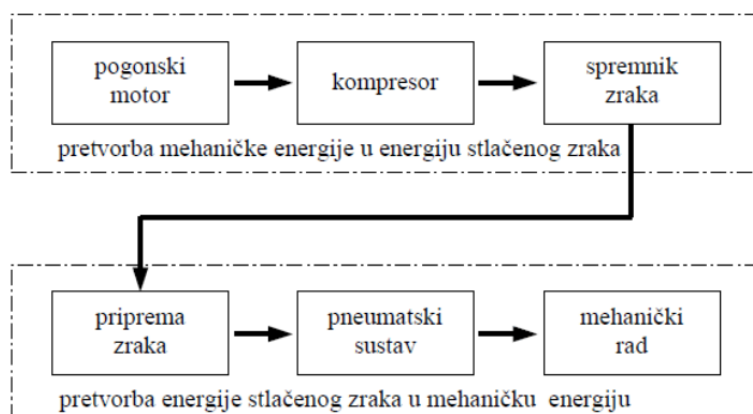 pogonski
motor
kompresor
spremnik
zraka
pretvorba mehaničke energije u energiju stlačenog zraka
priprema
zraka
pneumatski
sustav
mehanički
rad
pretvorba energije stlačenog zraka u mehaničku energiju